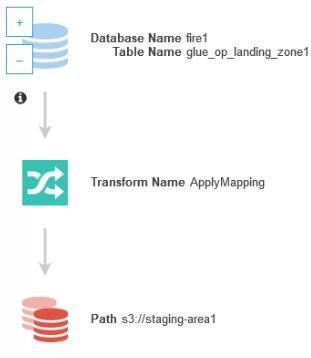 +
Database Name fire1
Table Name glue_op_landing_zone1
–
i
Transform Name ApplyMapping
Path s3://staging-area1